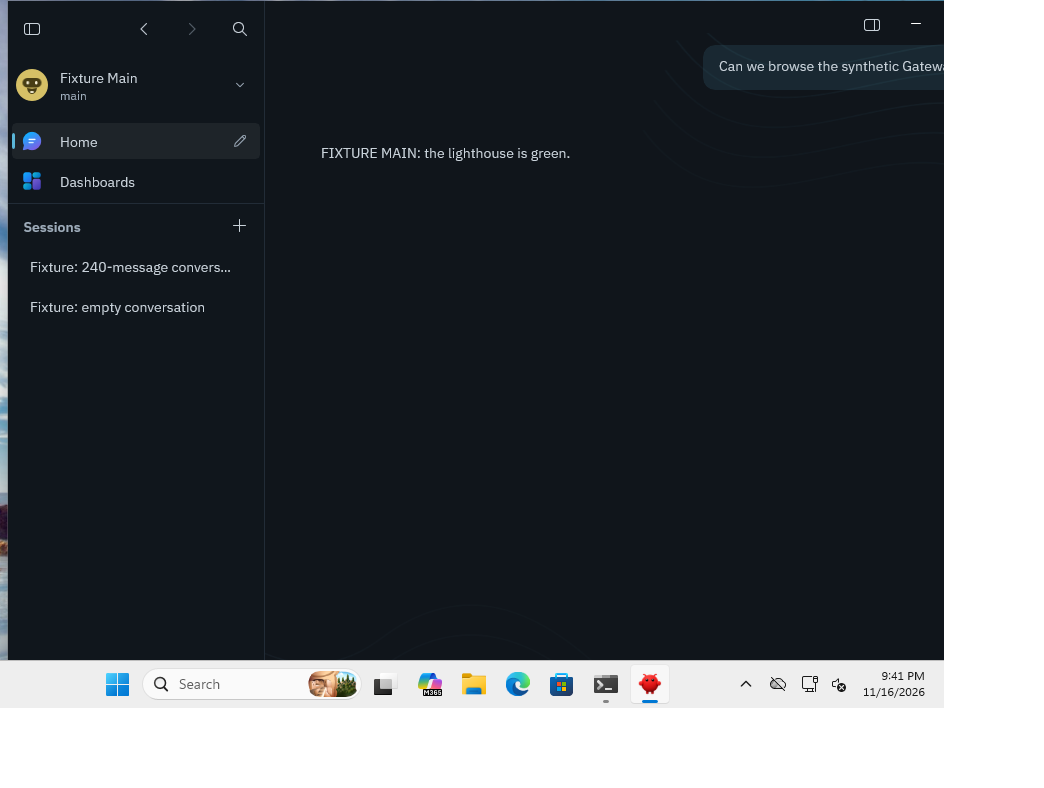 Fixture Main
main
Home
Dashboards
Sessions
Fixture: 240-message convers...
Fixture: empty conversation
Can we browse the synthetic
FIXTURE MAIN: the lighthouse is green.
Search
M365
9:41 PM
11/16/2026